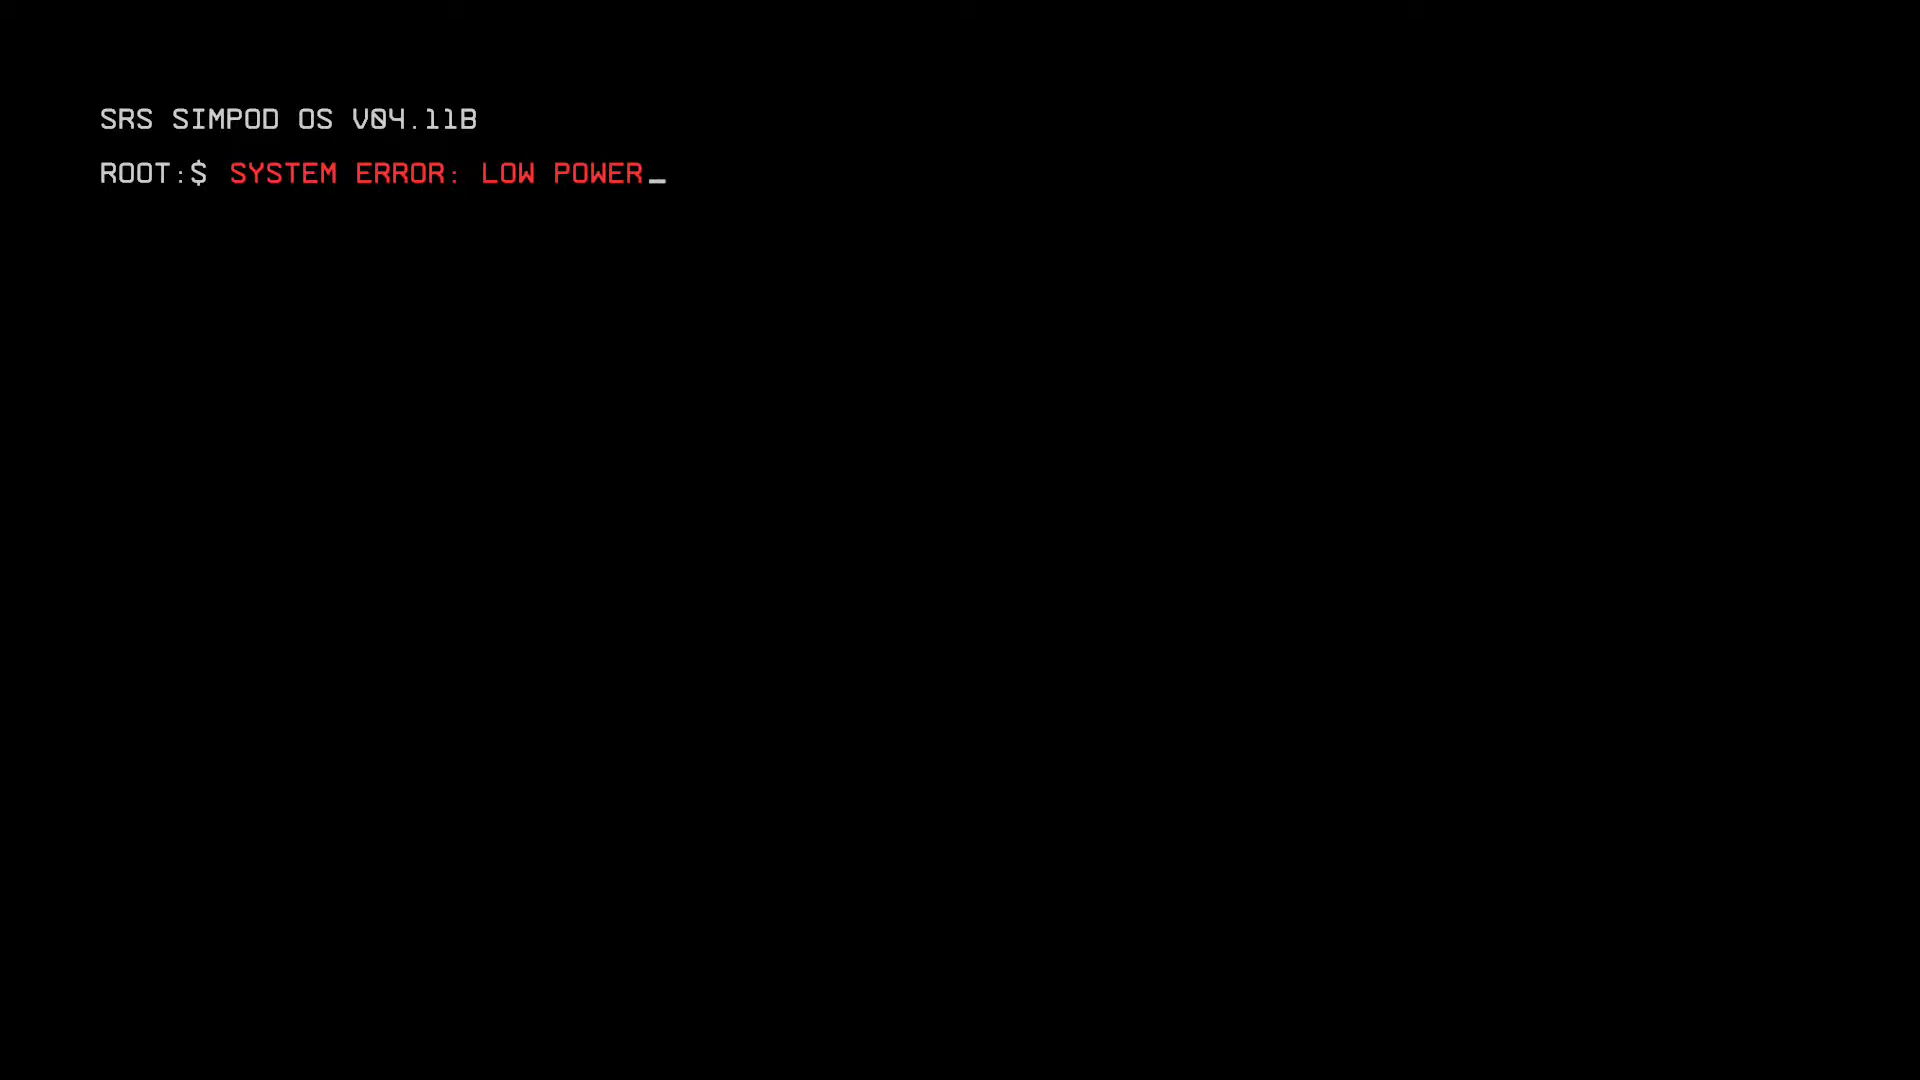 SRS SIMPOD OS V04.11B
ROOT:$ SYSTEM ERROR: LOW POWER_